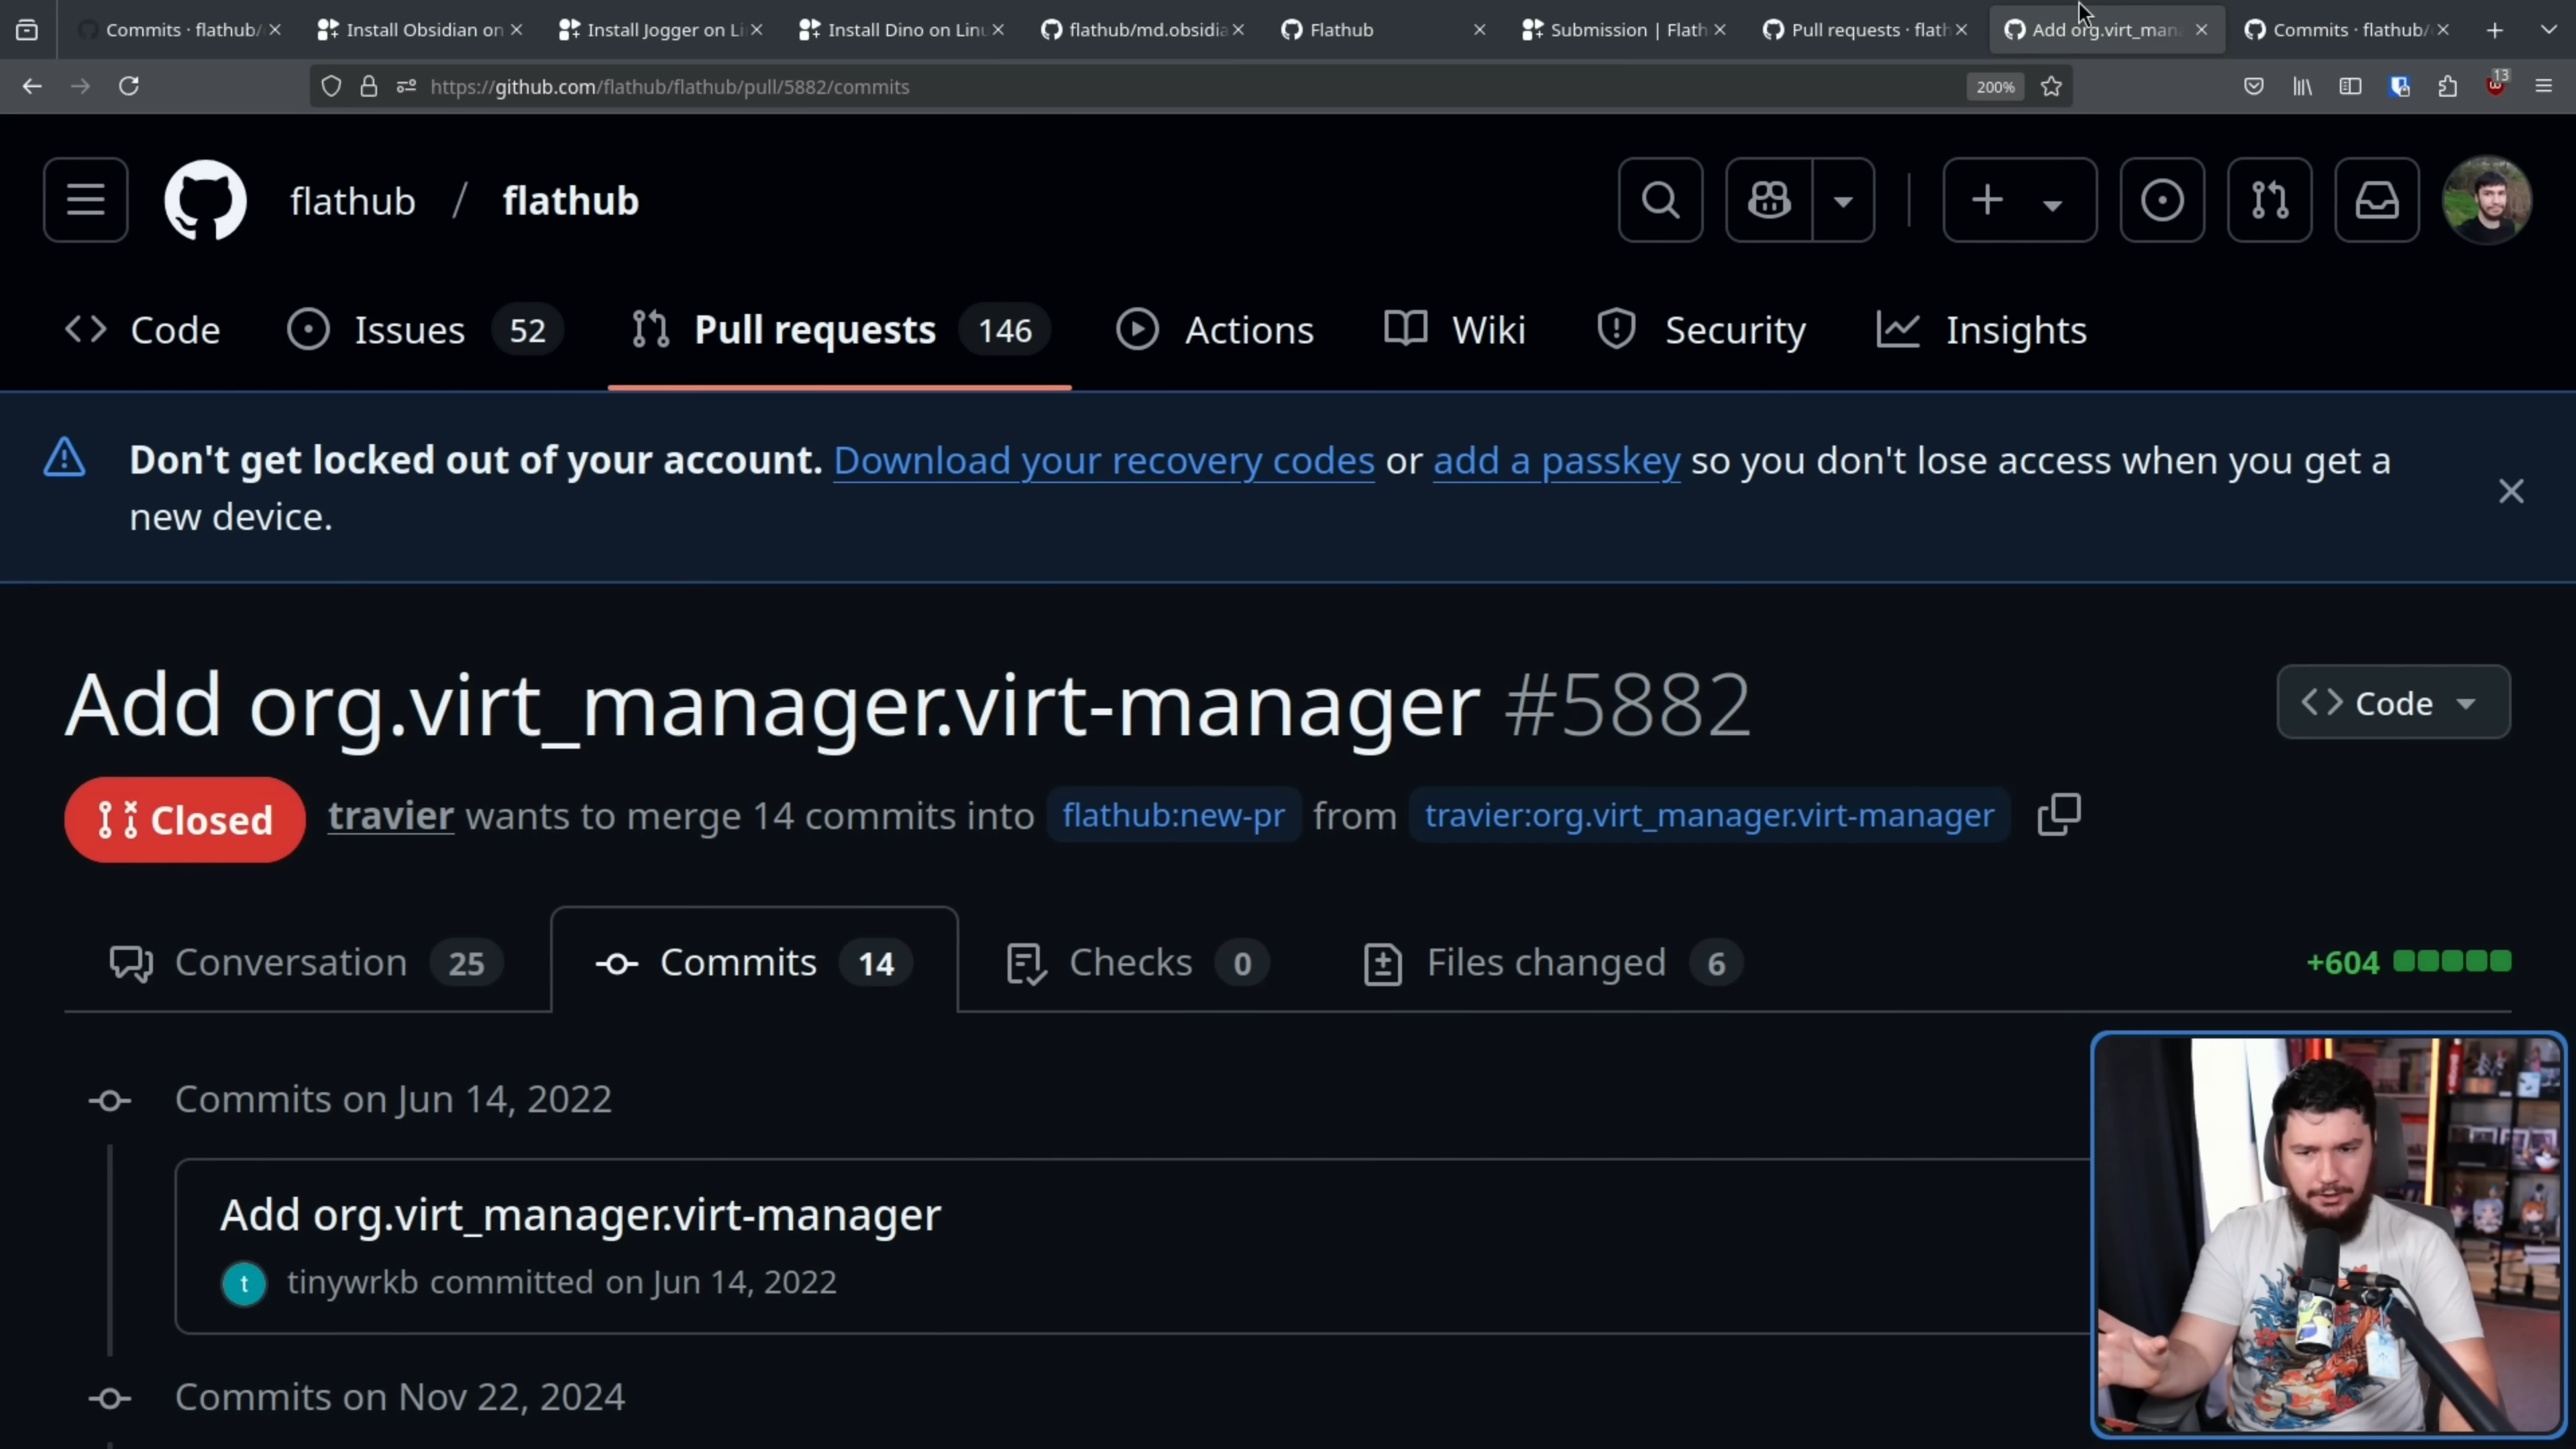 Commits · flathub/
Install Obsidian on
Install Jogger on Li
Install Dino on Linu
flathub/md.obsidia
Flathub
Submission | Flath
Pull requests · flath
Add org.virt_man
Commits · flathub/
https://github.com/flathub/flathub/pull/5882/commits
200%
13
flathub / flathub
Code
Issues 52
Pull requests 146
Actions
Wiki
Security
Insights
Don't get locked out of your account. Download your recovery codes or add a passkey so you don't lose access when you get a
new device.
Add org.virt_manager.virt-manager #5882
Code
Closed
travier wants to merge 14 commits into flathub:new-pr from travier:org.virt_manager.virt-manager
Conversation 25
Commits 14
Checks 0
Files changed 6
+604
Commits on Jun 14, 2022
Add org.virt_manager.virt-manager
t
tinywrkb committed on Jun 14, 2022
Commits on Nov 22, 2024